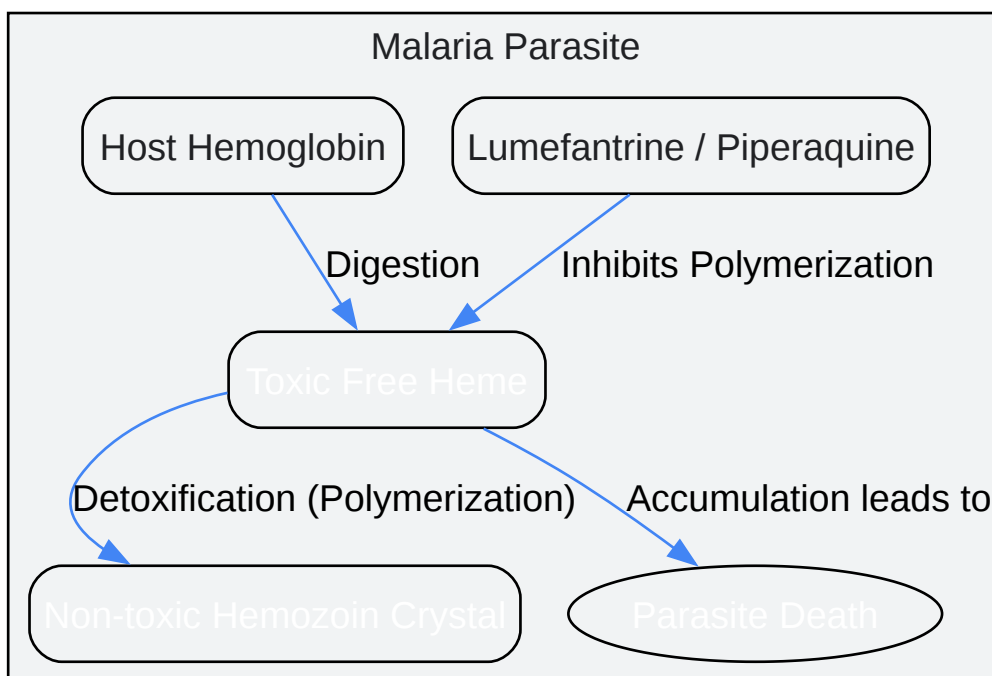 Malaria Parasite
Host Hemoglobin
Lumefantrine / Piperaquine
Digestion
Inhibits Polymerization
Toxic Free Heme
Detoxification (Polymerization)
Accumulation leads to
Non-toxic Hemozoin Crystal
Parasite Death